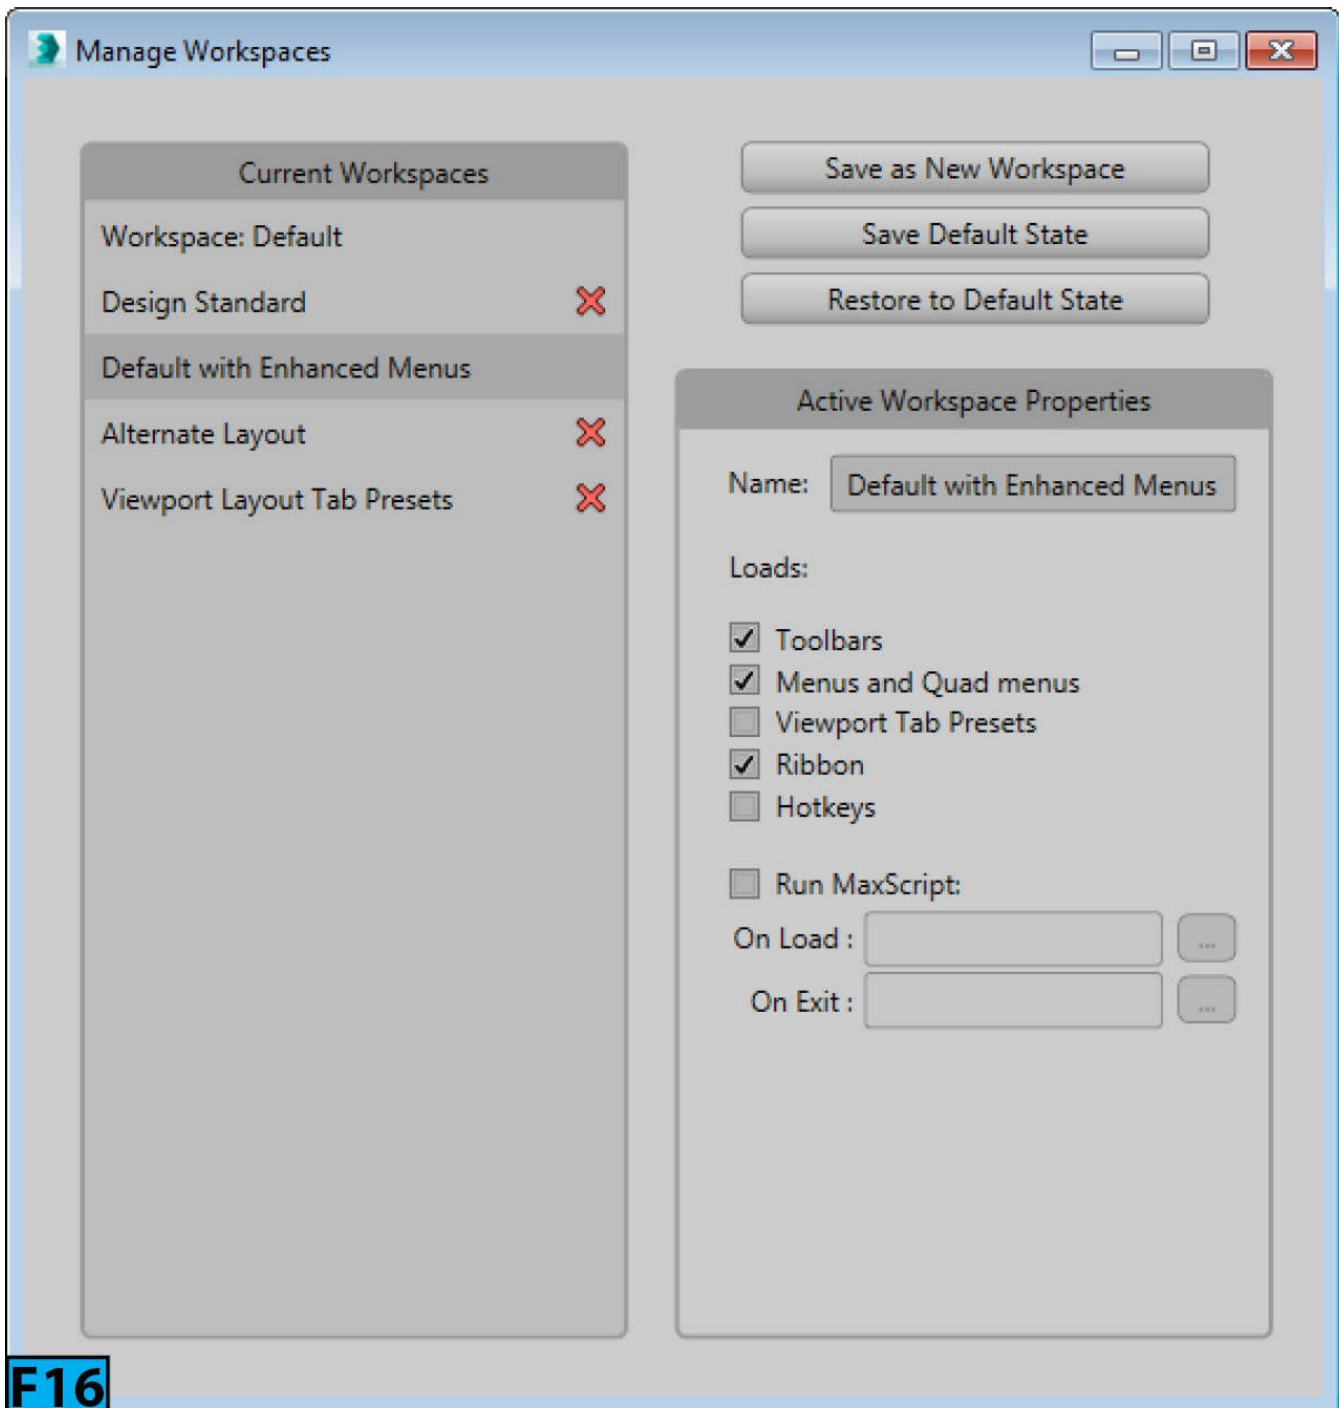 Manage Workspaces
Current Workspaces
Workspace: Default
Design Standard
Default with Enhanced Menus
Alternate Layout
Viewport Layout Tab Presets
Save as New Workspace
Save Default State
Restore to Default State
Active Workspace Properties
Name: Default with Enhanced Menus
Loads:
Toolbars
Menus and Quad menus
Viewport Tab Presets
Ribbon
Hotkeys
Run MaxScript:
On Load : ...
On Exit : ...
F16